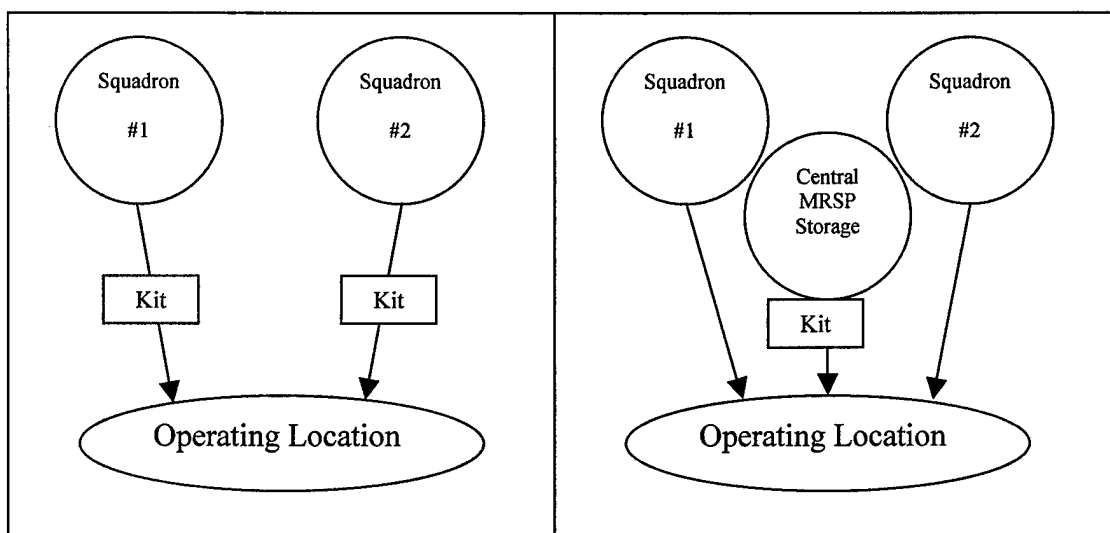 Squadron
#1
Squadron
#2
Kit
Kit
Operating Location
Squadron
#1
Squadron
#2
Central
MRSP
Storage
Kit
Operating Location